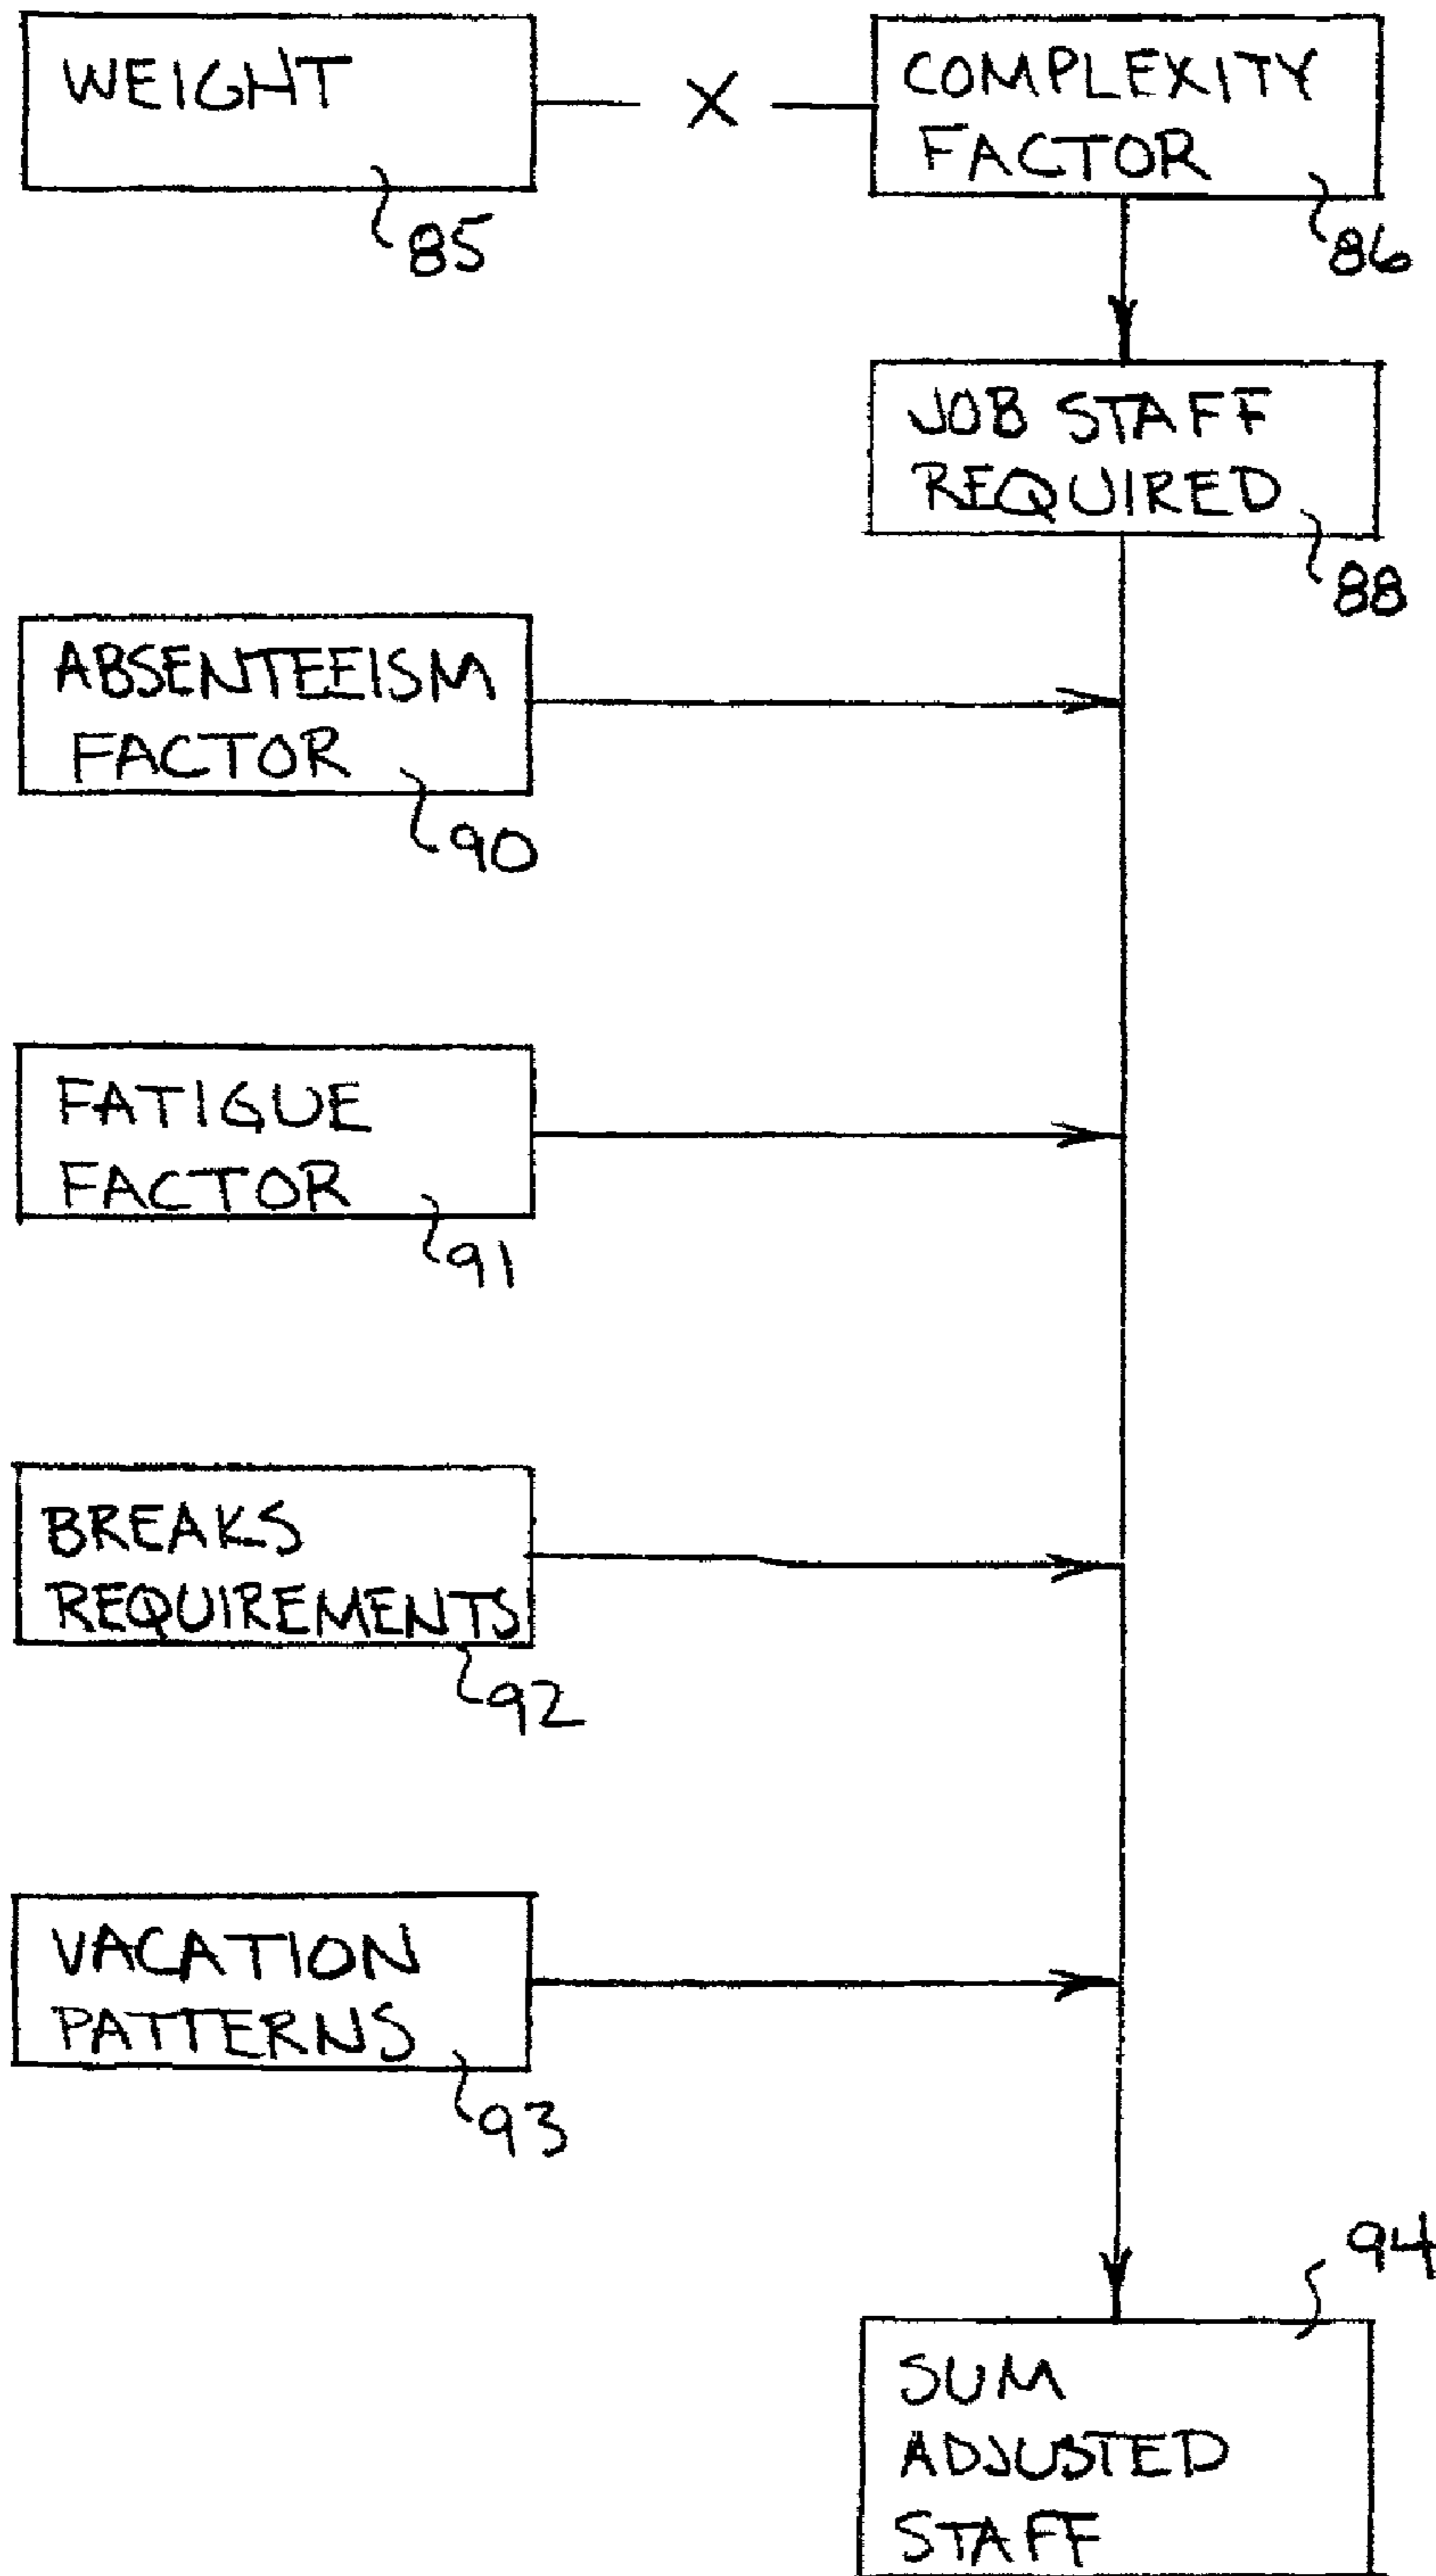 WEIGHT
X
COMPLEXITY
FACTOR
85
86
JOB STAFF
REQUIRED
88
ABSENTEEISM
FACTOR
90
FATIGUE
FACTOR
91
BREAKS
REQUIREMENTS
92
VACATION
PATTERNS
93
94
SUM
ADJUSTED
STAFF